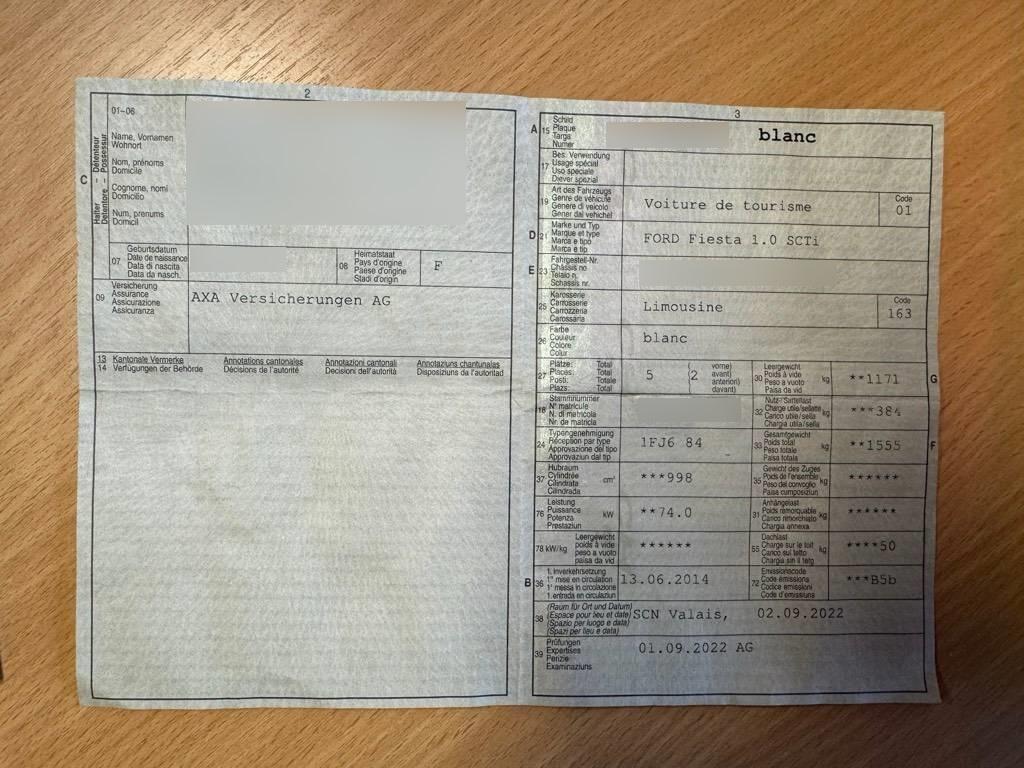 2
01-06
Halter - Détenteur
Detentore - Possessur
C
Name, Vornamen
Wohnort
Nom, prénoms
Domicile
Cognome, nomi
Domicilio
Num, prenums
Domicil
07
Geburtsdatum
Date de naissance
Data di nascita
Data da nasch.
08
Heimatstaat
Pays d'origine
Paese d'origine
Stadi d'origin
F
09
Versicherung
Assurance
Assicurazione
Assicuranza
AXA Versicherungen AG
13 Kantonale Vermerke Annotations cantonales Annotazioni cantonali Annotaziuns chantunalas
14 Verfügungen der Behörde Décisions de l'autorité Decisioni dell'autorità Disposiziuns da l'autoritad
3
A 15
Schild
Plaque
Targa
Numer
blanc
17
Bes. Verwendung
Usage spécial
Uso speciale
Diever spezial
19
Art des Fahrzeugs
Genre de véhicule
Genere di veicolo
Gener dal vehichel
Voiture de tourisme
Code
01
D 21
Marke und Typ
Marque et type
Marca e tipo
Marca e tip
FORD Fiesta 1.0 SCTi
E 23
Fahrgestell-Nr.
Châssis no
Telaio n.
Schassis nr.
25
Karosserie
Carrosserie
Carrozzeria
Carossaria
Limousine
Code
163
26
Farbe
Couleur
Colore
Colur
blanc
27
Plätze: Total
Places: Total
Posti: Totale
Plazs: Total
5
(2
vorne)
avant)
anteriori)
davant)
30
Leergewicht
Poids à vide
Peso a vuoto
Paisa da vid
kg
**1171
G
18
Stammnummer
N° matricule
N. di matricola
Nr. da matricla
32
Nutz-/Sattellast
Charge utile/sellette
Carico utile/sella
Chargia utila/sella
kg
***384
24
Typengenehmigung
Réception par type
Approvazione del tipo
Approvaziun dal tip
1FJ6 84
33
Gesamtgewicht
Poids total
Peso totale
Paisa totala
kg
**1555
F
37
Hubraum
Cylindrée
Cilindrata
Cilindrada
cm³
***998
35
Gewicht des Zuges
Poids de l'ensemble
Peso del convoglio
Paisa cumposiziun
kg
******
76
Leistung
Puissance
Potenza
Prestaziun
kW
**74.0
31
Anhängelast
Poids remorquable
Carico rimorchiato
Chargia annexa
kg
******
78 kW/kg
Leergewicht
poids à vide
peso a vuoto
paisa da vid
******
55
Dachlast
Charge sur le toit
Carico sul tetto
Chargia sin il tetg
kg
****50
B 36
1. Inverkehrsetzung
1re mise en circulation
1a messa in circolazione
1. entrada en circulaziun
13.06.2014
72
Emissionscode
Code émissions
Codice emissioni
Code d'emissiuns
***B5b
38
(Raum für Ort und Datum)
(Espace pour lieu et date)
(Spazio per luogo e data)
(Spazi per lieu e data)
SCN Valais, 02.09.2022
39
Prüfungen
Expertises
Perizie
Examinaziuns
01.09.2022 AG